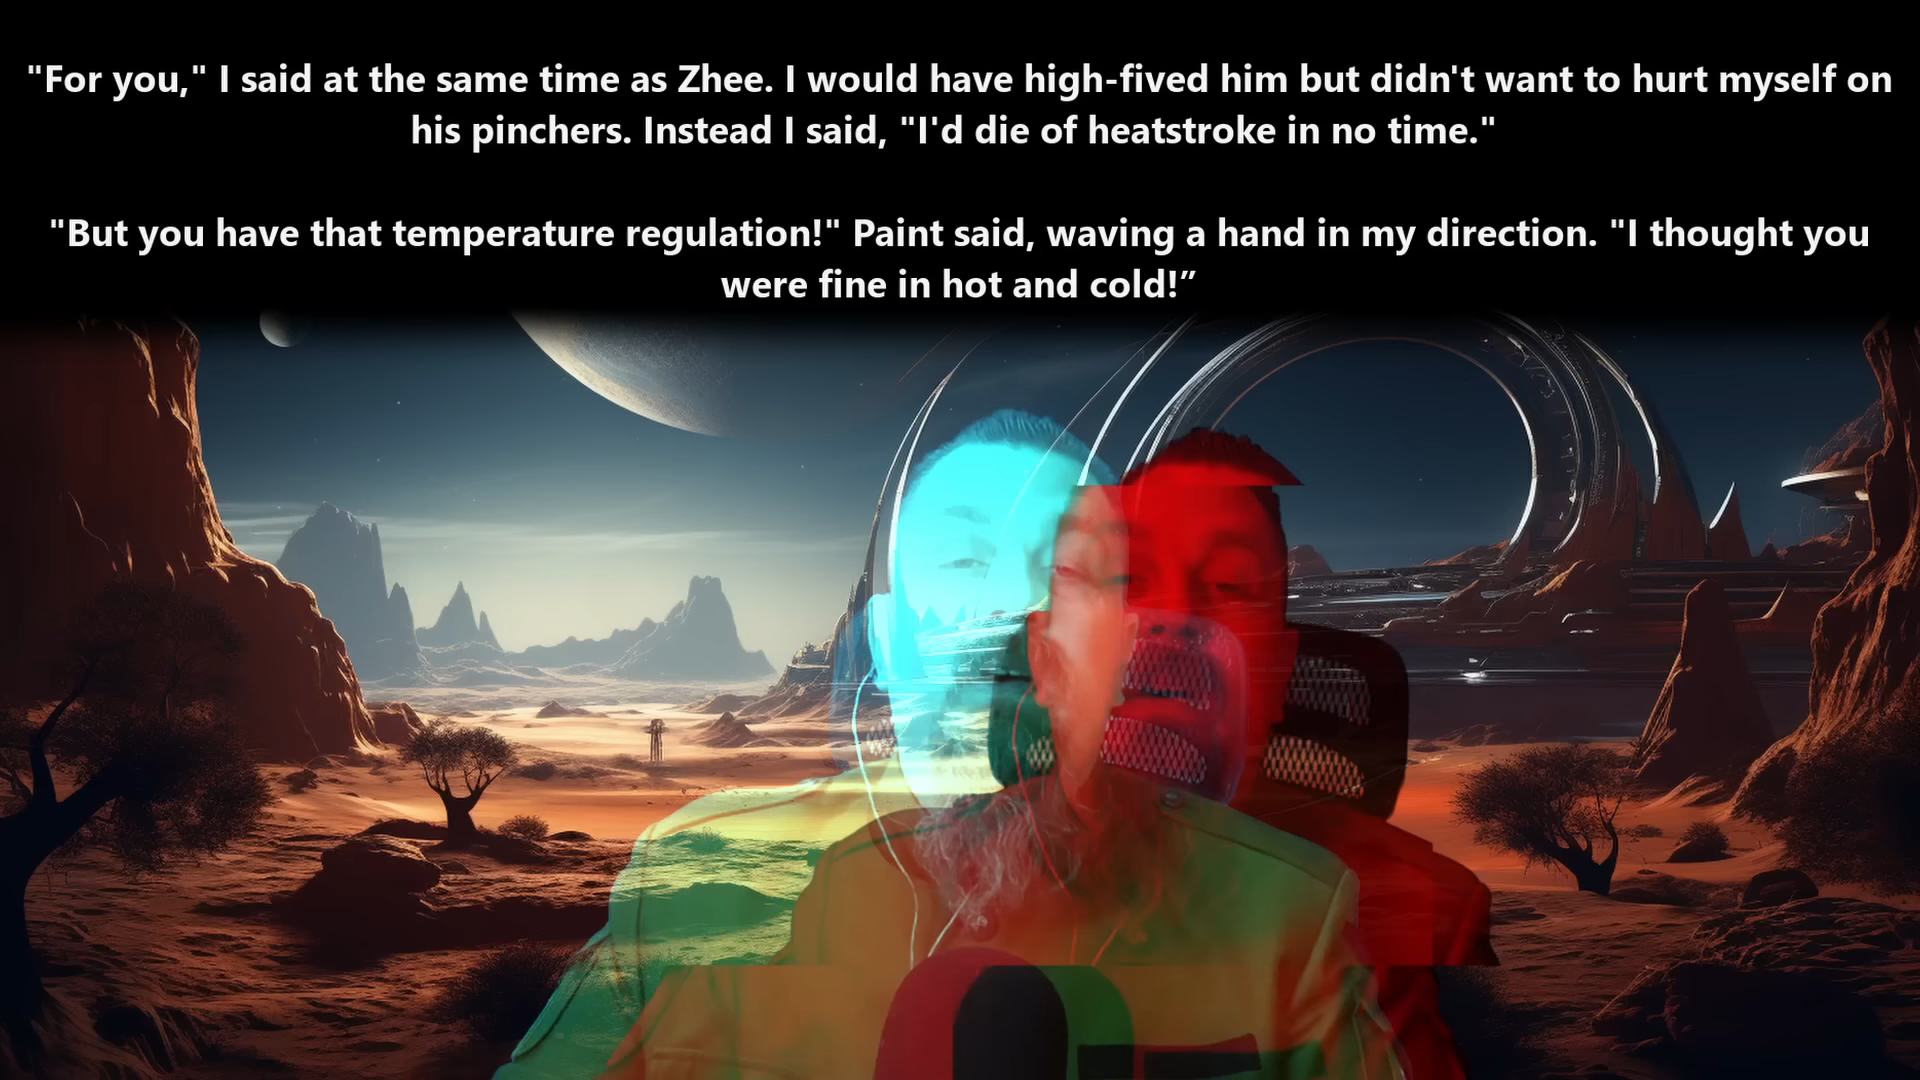 "For you," I said at the same time as Zhee. I would have high-fived him but didn't want to hurt myself on
his pinchers. Instead I said, "I'd die of heatstroke in no time."
"But you have that temperature regulation!" Paint said, waving a hand in my direction. "I thought you
were fine in hot and cold!”